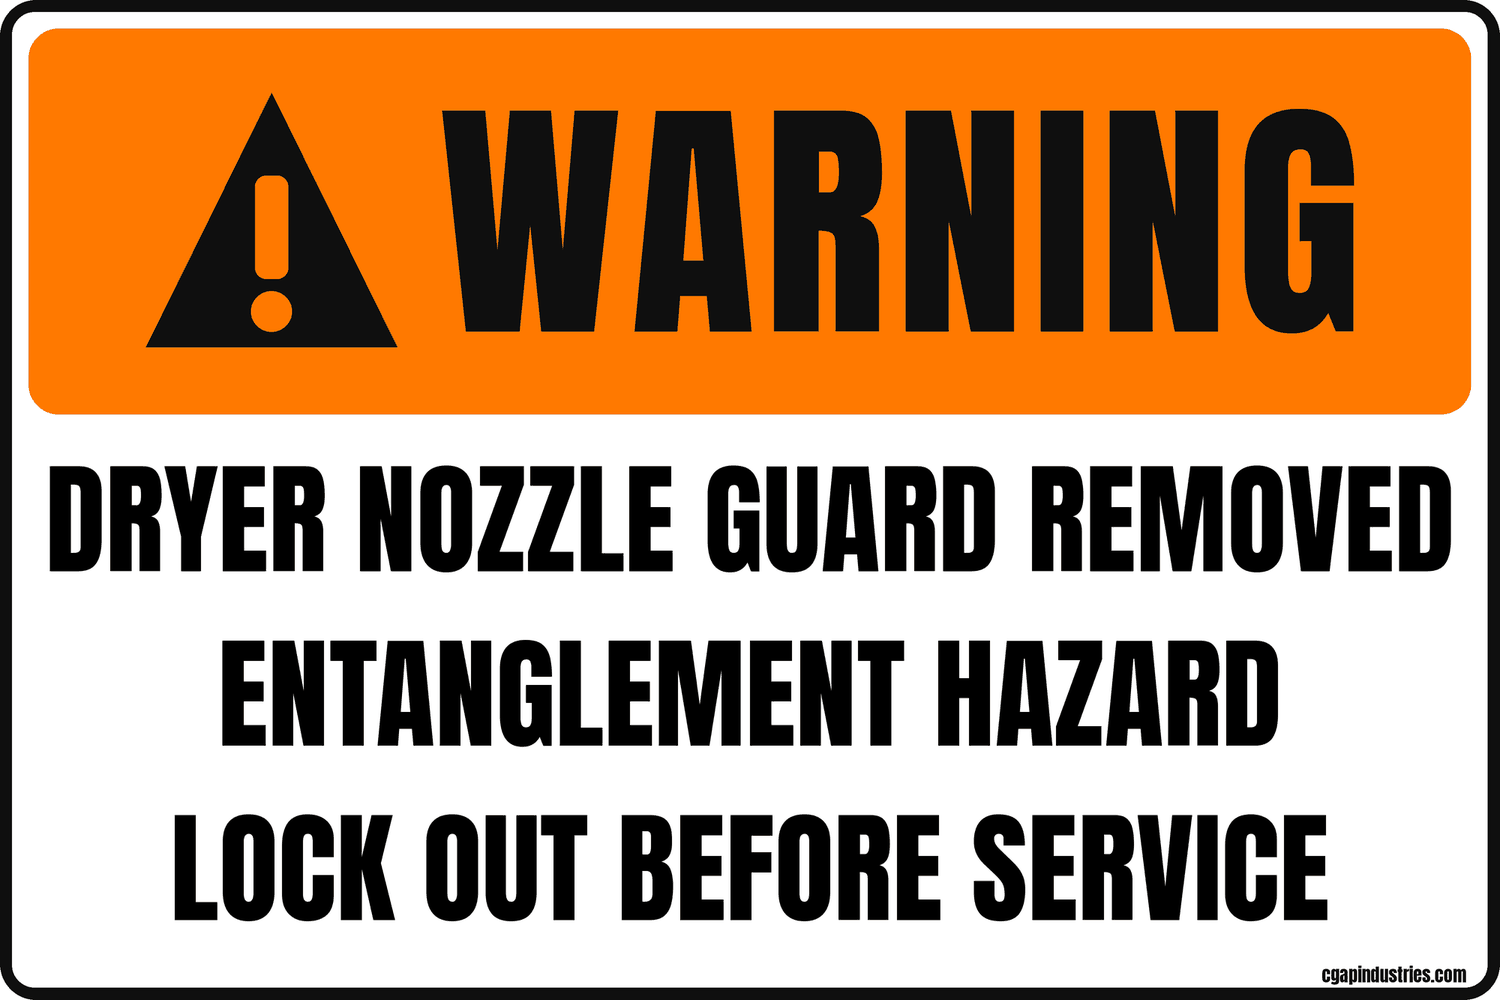 WARNING
DRYER NOZZLE GUARD REMOVED
ENTANGLEMENT HAZARD
LOCK OUT BEFORE SERVICE
cgapindustries.com